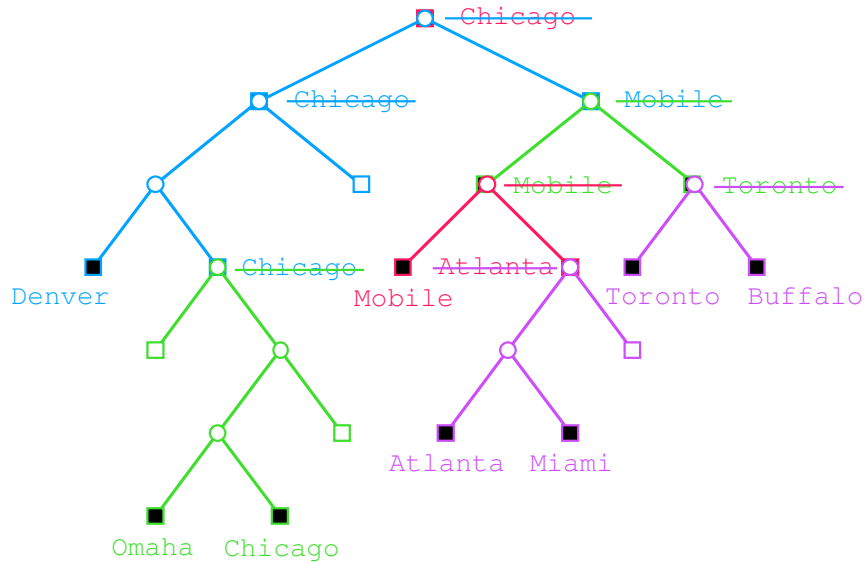 Chicago
Chicago
Mobile
Mobile
Toronto
Chicago
Atlanta
Denver
Mobile
Toronto
Buffalo
Atlanta
Miami
Omaha
Chicago